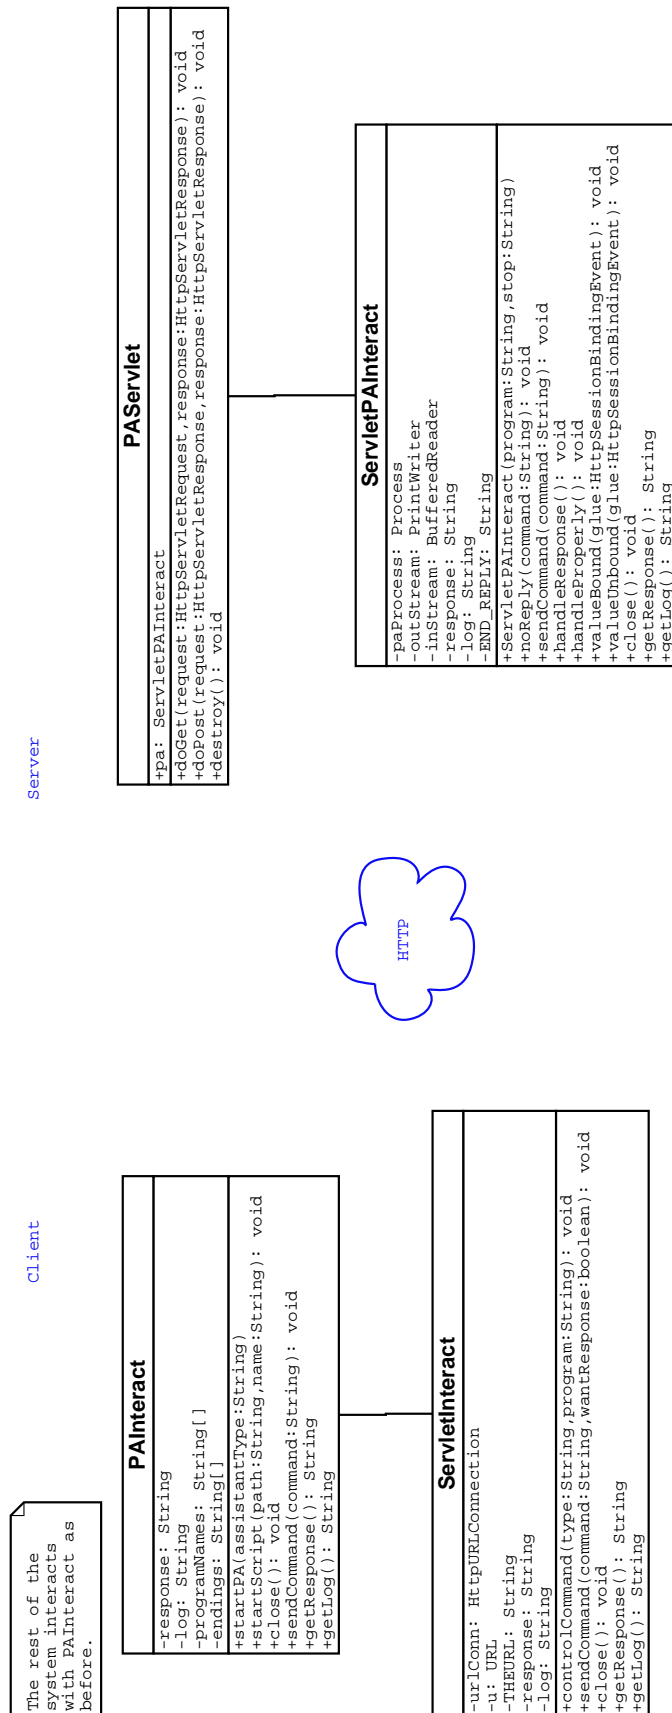 The rest of the
system interacts
with PAInteract as
before.
Client
PAInteract
-response: String
-log: String
-programNames: String[]
-endings: String[]
+startPA(assistantType:String)
+startScript(path:String,name:String): void
+close(): void
+sendCommand(command:String): void
+getResponse(): String
+getLog(): String
ServletInteract
-urlConn: HttpURLConnection
-u: URL
-THEURL: String
-response: String
-log: String
+controlCommand(type:String,program:String): void
+sendCommand(command:String,wantResponse:boolean): void
+close(): void
+getResponse(): String
+getLog(): String
HTTP
Server
PAServlet
+pa: ServletPAInteract
+doGet(request:HttpServletRequest,response:HttpServletResponse): void
+doPost(request:HttpServletResponse,response:HttpServletResponse): void
+destroy(): void
ServletPAInteract
-paProcess: Process
-outStream: PrintWriter
-inStream: BufferedReader
-response: String
-log: String
-END_REPLY: String
+ServletPAInteract(program:String,stop:String)
+noReply(command:String): void
+sendCommand(command:String): void
+handleResponse(): void
+handleProperly(): void
+valueBound(glue:HttpSessionBindingEvent): void
+valueUnbound(glue:HttpSessionBindingEvent): void
+close(): void
+getResponse(): String
+getLog(): String